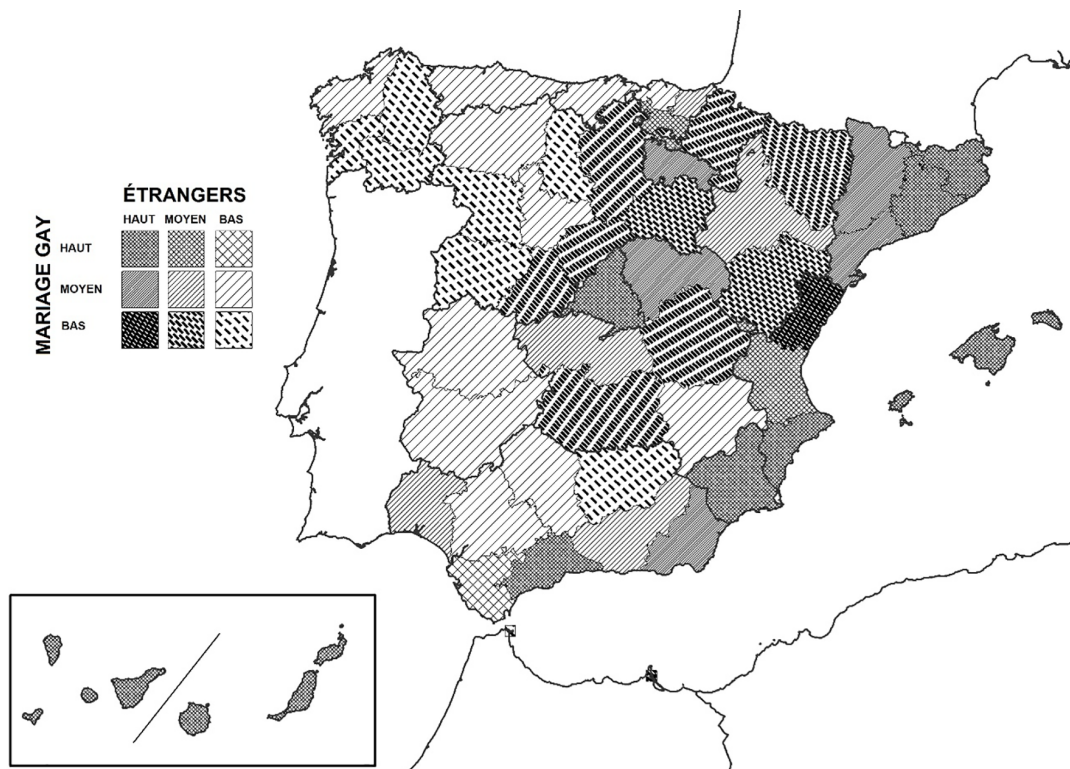 ÉTRANGERS
HAUT MOYEN BAS
MARIAGE GAY
HAUT
MOYEN
BAS